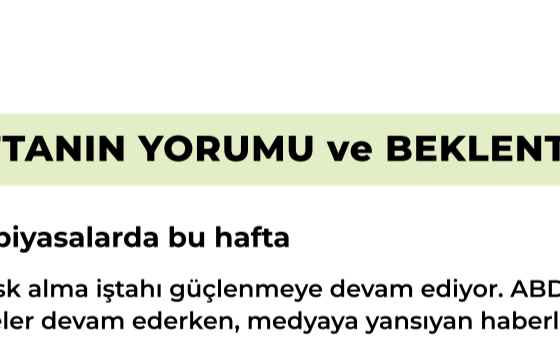 TANIN YORUMU ve BEKLENT
piyasalarda bu hafta
sk alma iştahı güçlenmeye devam ediyor. ABD
eler devam ederken, medyaya yansıyan haberl